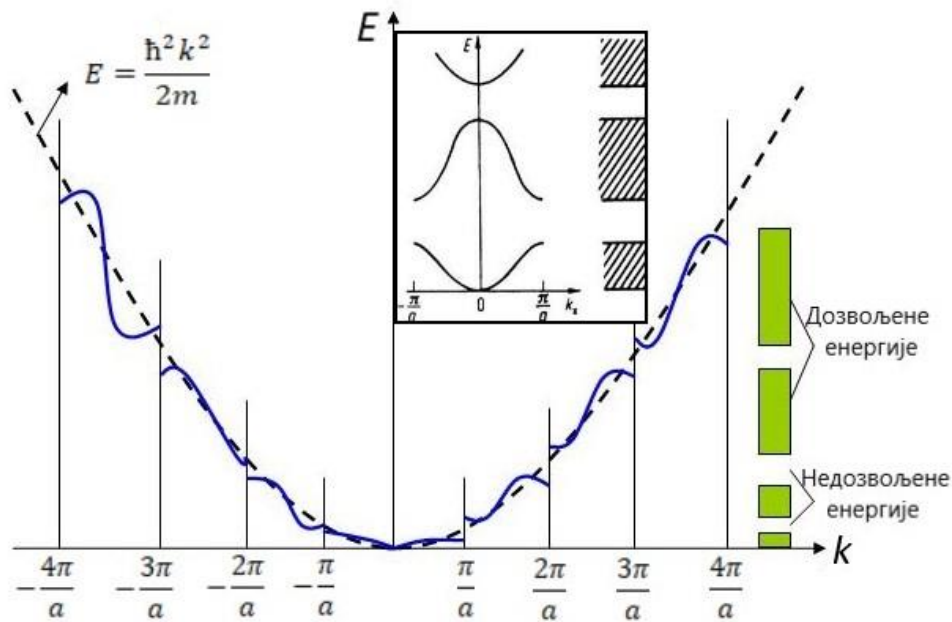 E
E = ħ²k²/2m
E
-π/a
0
π/a
kₓ
Дозвољене
енергије
Недозвољене
енергије
k
-4π/a
-3π/a
-2π/a
-π/a
π/a
2π/a
3π/a
4π/a